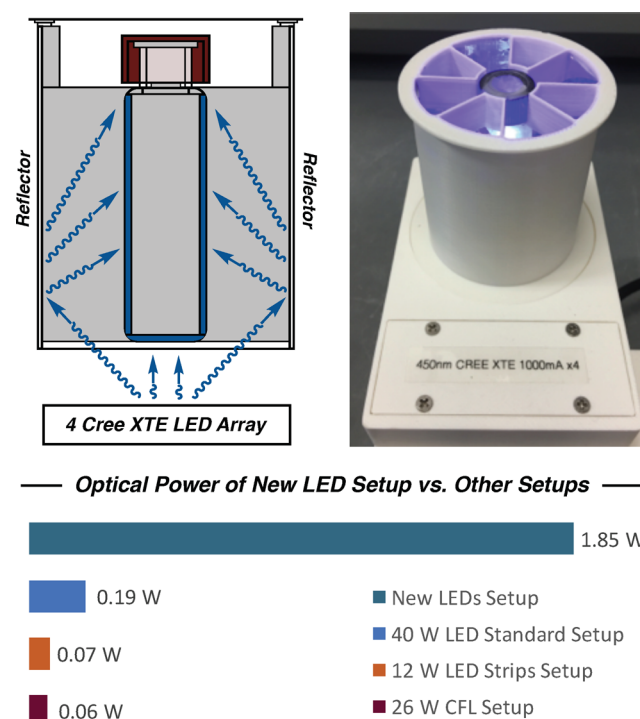 Reflector
Reflector
4 Cree XTE LED Array
450nm CREE XTE 1000mA x4
Optical Power of New LED Setup vs. Other Setups
1.85 W
0.19 W
0.07 W
0.06 W
New LEDs Setup
40 W LED Standard Setup
12 W LED Strips Setup
26 W CFL Setup